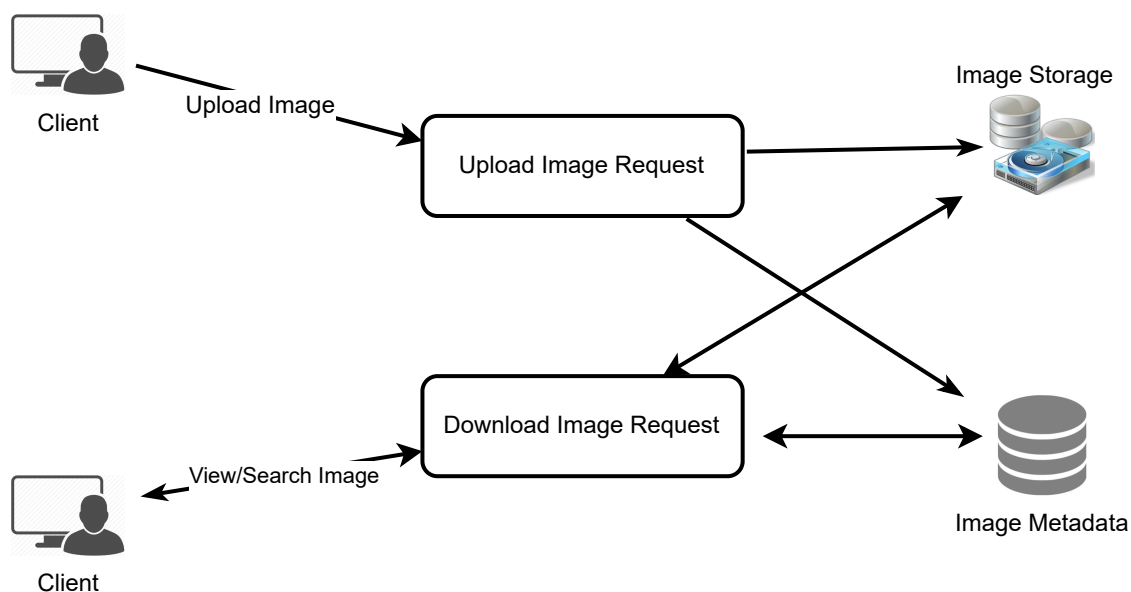 Image Storage
Upload Image
Client
Upload Image Request
Download Image Request
View/Search Image
Image Metadata
Client